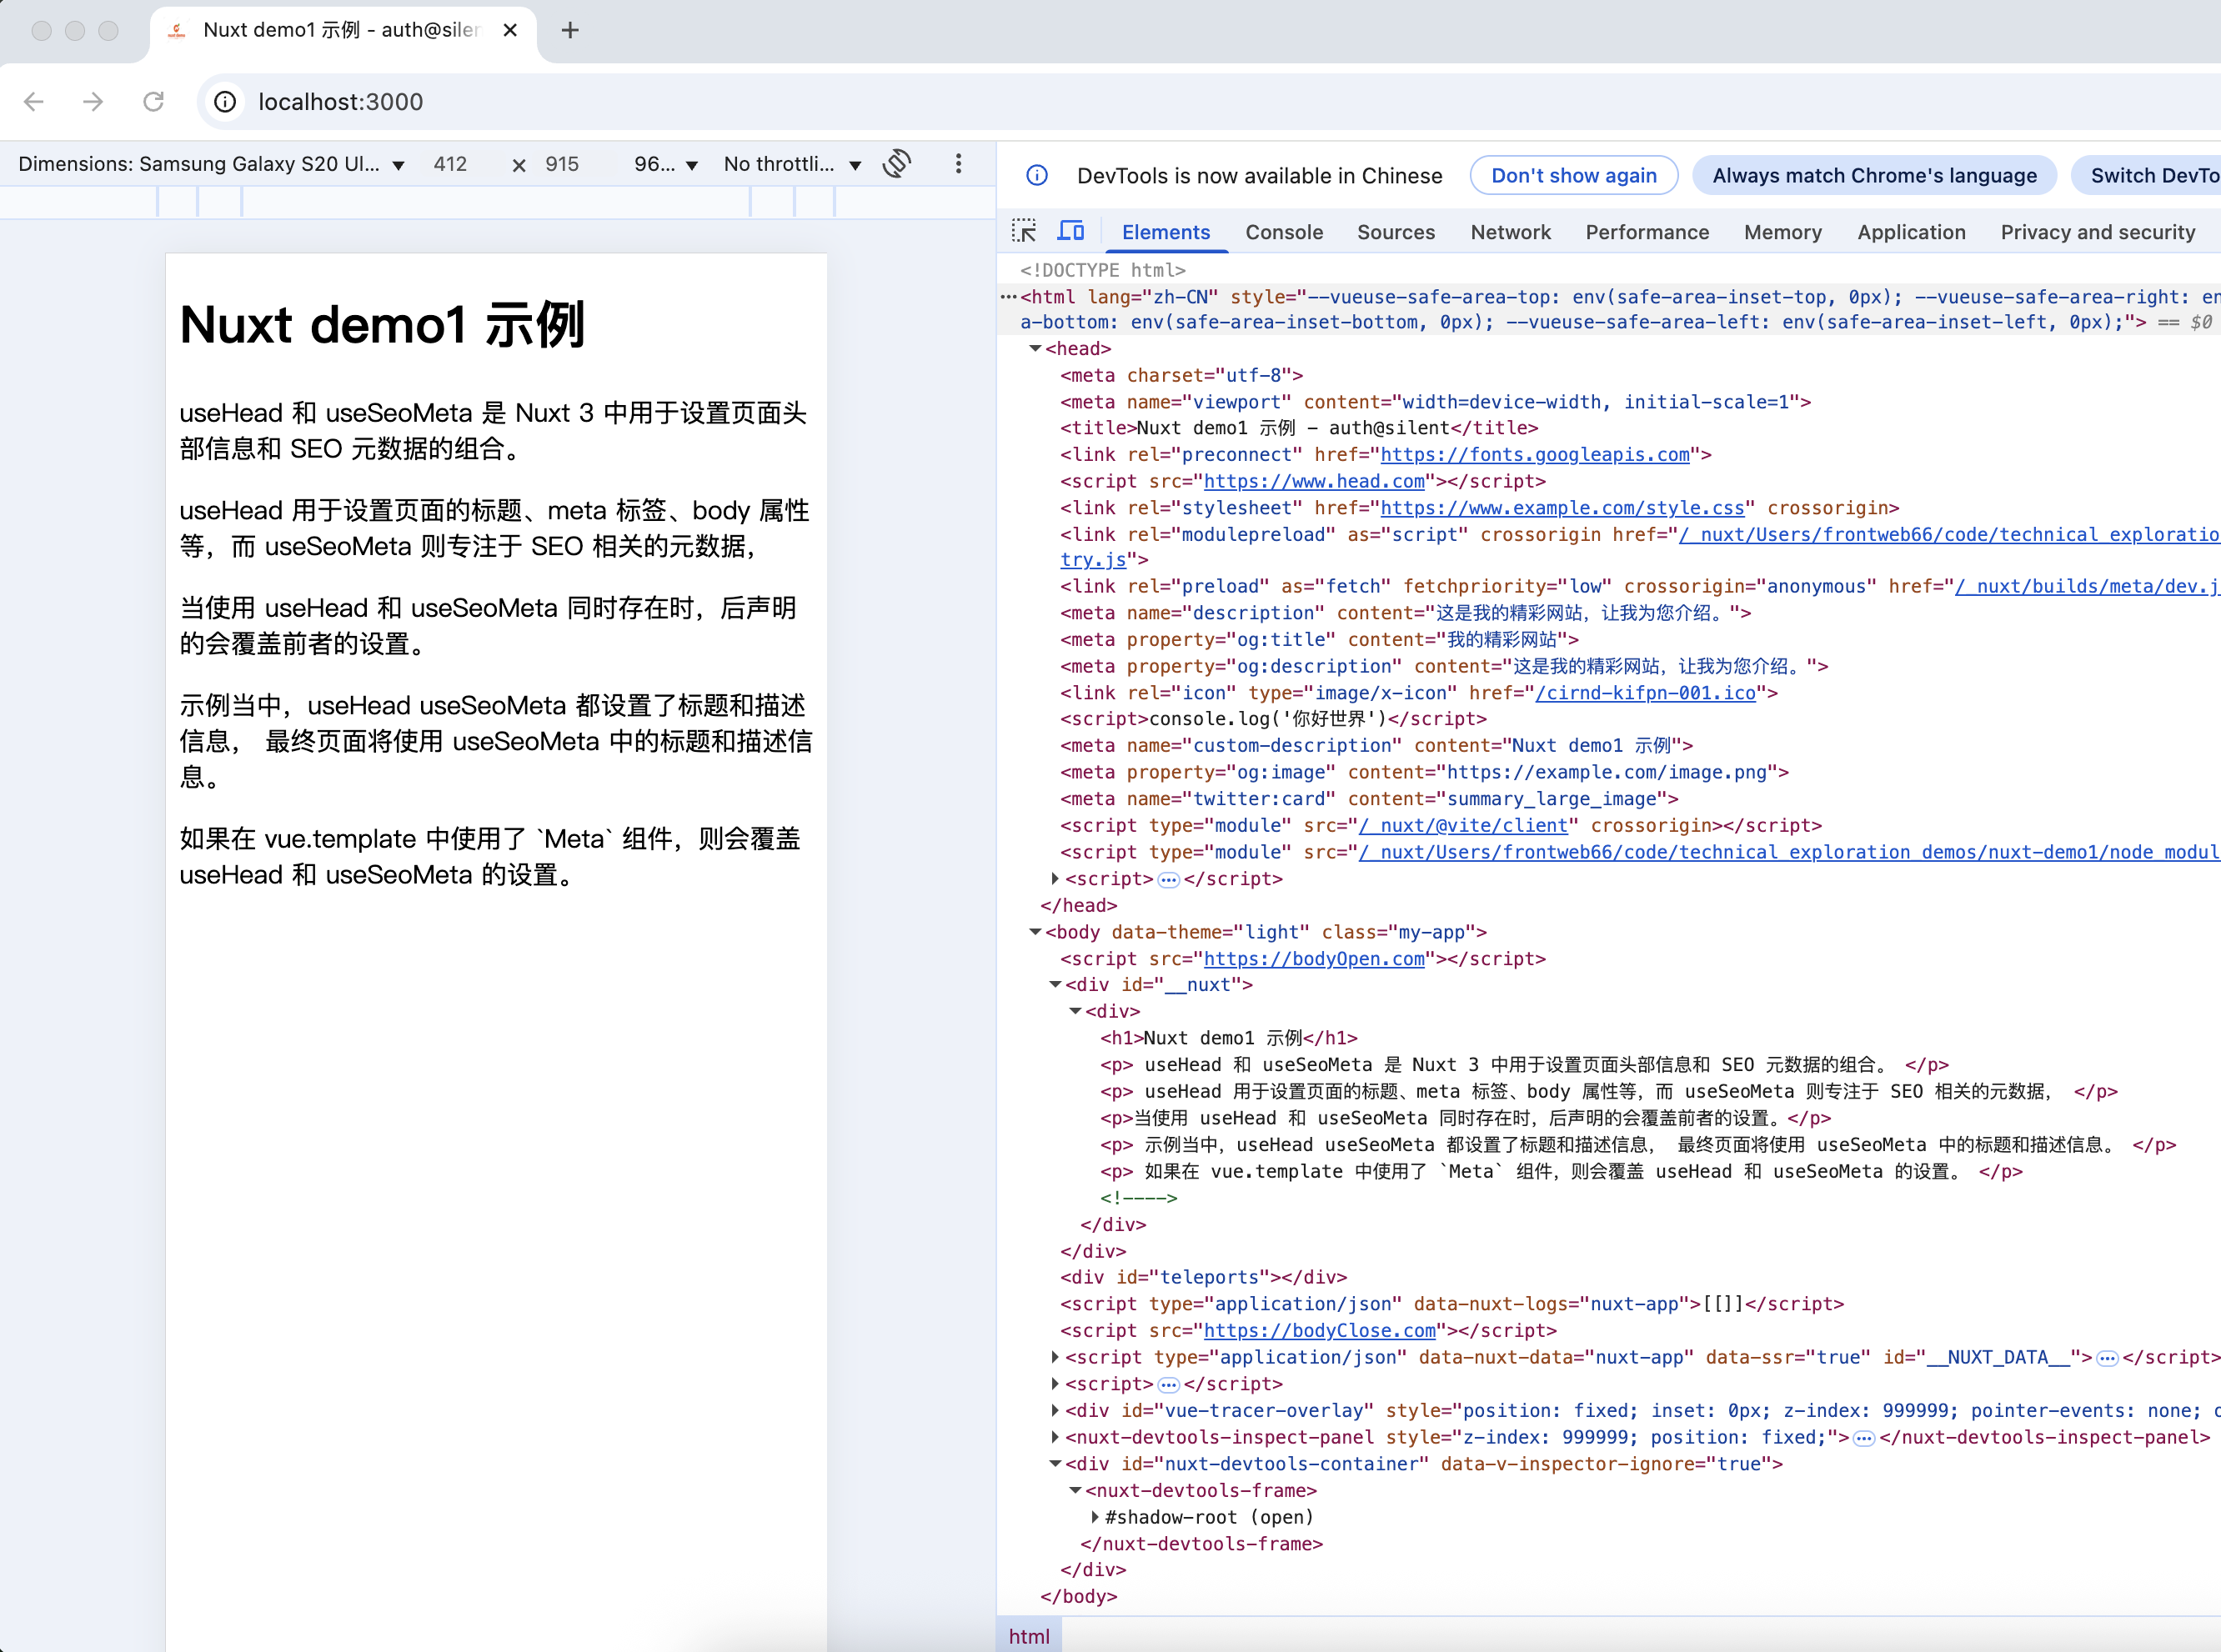 Nuxt demo1 示例 - auth@siler
localhost:3000
Dimensions: Samsung Galaxy S20 Ul... 412 × 915 96... No throttli...
Nuxt demo1 示例
useHead 和 useSeoMeta 是 Nuxt 3 中用于设置页面头
部信息和 SEO 元数据的组合。
useHead 用于设置页面的标题、meta 标签、body 属性
等，而 useSeoMeta 则专注于 SEO 相关的元数据，
当使用 useHead 和 useSeoMeta 同时存在时，后声明
的会覆盖前者的设置。
示例当中，useHead useSeoMeta 都设置了标题和描述
信息， 最终页面将使用 useSeoMeta 中的标题和描述信
息。
如果在 vue.template 中使用了 `Meta` 组件，则会覆盖
useHead 和 useSeoMeta 的设置。
DevTools is now available in Chinese Don't show again Always match Chrome's language Switch DevTo
Elements Console Sources Network Performance Memory Application Privacy and security
<!DOCTYPE html>
<html lang="zh-CN" style="--vueuse-safe-area-top: env(safe-area-inset-top, 0px); --vueuse-safe-area-right: en
a-bottom: env(safe-area-inset-bottom, 0px); --vueuse-safe-area-left: env(safe-area-inset-left, 0px);"> == $0
<head>
<meta charset="utf-8">
<meta name="viewport" content="width=device-width, initial-scale=1">
<title>Nuxt demo1 示例 - auth@silent</title>
<link rel="preconnect" href="https://fonts.googleapis.com">
<script src="https://www.head.com"></script>
<link rel="stylesheet" href="https://www.example.com/style.css" crossorigin>
<link rel="modulepreload" as="script" crossorigin href="/_nuxt/Users/frontweb66/code/technical_exploratio
try.js">
<link rel="preload" as="fetch" fetchpriority="low" crossorigin="anonymous" href="/_nuxt/builds/meta/dev.j
<meta name="description" content="这是我的精彩网站，让我为您介绍。">
<meta property="og:title" content="我的精彩网站">
<meta property="og:description" content="这是我的精彩网站，让我为您介绍。">
<link rel="icon" type="image/x-icon" href="/cirnd-kifpn-001.ico">
<script>console.log('你好世界')</script>
<meta name="custom-description" content="Nuxt demo1 示例">
<meta property="og:image" content="https://example.com/image.png">
<meta name="twitter:card" content="summary_large_image">
<script type="module" src="/_nuxt/@vite/client" crossorigin></script>
<script type="module" src="/_nuxt/Users/frontweb66/code/technical_exploration_demos/nuxt-demo1/node_modul
<script>…</script>
</head>
<body data-theme="light" class="my-app">
<script src="https://bodyOpen.com"></script>
<div id="__nuxt">
<div>
<h1>Nuxt demo1 示例</h1>
<p> useHead 和 useSeoMeta 是 Nuxt 3 中用于设置页面头部信息和 SEO 元数据的组合。 </p>
<p> useHead 用于设置页面的标题、meta 标签、body 属性等，而 useSeoMeta 则专注于 SEO 相关的元数据， </p>
<p>当使用 useHead 和 useSeoMeta 同时存在时，后声明的会覆盖前者的设置。</p>
<p> 示例当中，useHead useSeoMeta 都设置了标题和描述信息， 最终页面将使用 useSeoMeta 中的标题和描述信息。 </p>
<p> 如果在 vue.template 中使用了 `Meta` 组件，则会覆盖 useHead 和 useSeoMeta 的设置。 </p>
<!---->
</div>
</div>
<div id="teleports"></div>
<script type="application/json" data-nuxt-logs="nuxt-app">[[]]</script>
<script src="https://bodyClose.com"></script>
<script type="application/json" data-nuxt-data="nuxt-app" data-ssr="true" id="__NUXT_DATA__">…</script>
<script>…</script>
<div id="vue-tracer-overlay" style="position: fixed; inset: 0px; z-index: 999999; pointer-events: none; o
<nuxt-devtools-inspect-panel style="z-index: 999999; position: fixed;">…</nuxt-devtools-inspect-panel>
<div id="nuxt-devtools-container" data-v-inspector-ignore="true">
<nuxt-devtools-frame>
#shadow-root (open)
</nuxt-devtools-frame>
</div>
</body>
html